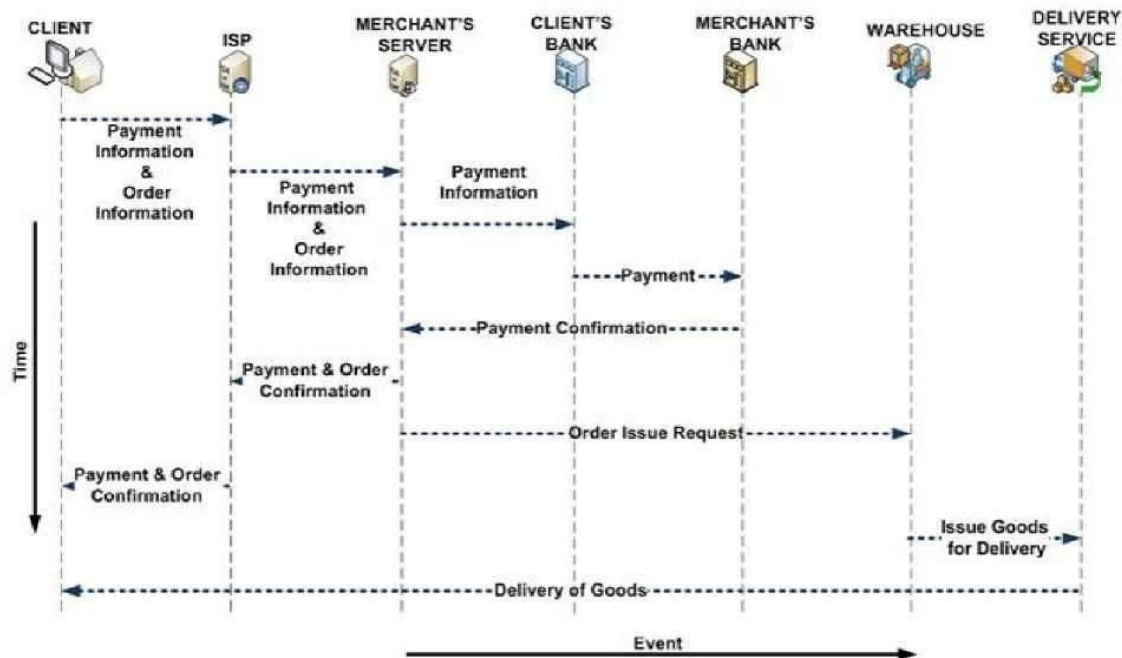 CLIENT
ISP
MERCHANT'S
SERVER
CLIENT'S
BANK
MERCHANT'S
BANK
WAREHOUSE
DELIVERY
SERVICE
Payment
Information
&
Order
Information
Payment
Information
&
Order
Information
Payment
Information
Payment
Payment Confirmation
Payment & Order
Confirmation
Order Issue Request
Payment & Order
Confirmation
Issue Goods
for Delivery
Delivery of Goods
Time
Event